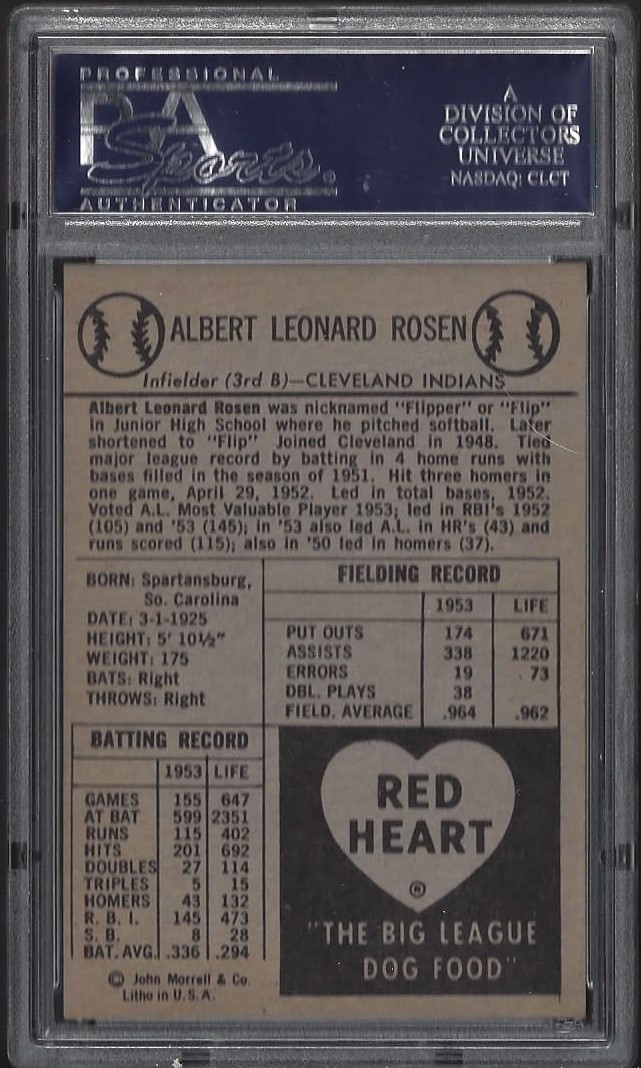 PROFESSIONAL
PSA
Sports®
AUTHENTICATOR
A
DIVISION OF
COLLECTORS
UNIVERSE
NASDAQ: CLCT
ALBERT LEONARD ROSEN
Infielder (3rd B)—CLEVELAND INDIANS
Albert Leonard Rosen was nicknamed "Flipper" or "Flip"
in Junior High School where he pitched softball. Later
shortened to "Flip" Joined Cleveland in 1948. Tied
major league record by batting in 4 home runs with
bases filled in the season of 1951. Hit three homers in
one game, April 29, 1952. Led in total bases, 1952.
Voted A.L. Most Valuable Player 1953; led in RBI's 1952
(105) and '53 (145); in '53 also led A.L. in HR's (43) and
runs scored (115); also in '50 led in homers (37).
BORN: Spartansburg,
So. Carolina
DATE: 3-1-1925
HEIGHT: 5' 10½"
WEIGHT: 175
BATS: Right
THROWS: Right
FIELDING RECORD
1953 LIFE
PUT OUTS 174 671
ASSISTS 338 1220
ERRORS 19 73
DBL. PLAYS 38
FIELD. AVERAGE .964 .962
BATTING RECORD
1953 LIFE
GAMES 155 647
AT BAT 599 2351
RUNS 115 402
HITS 201 692
DOUBLES 27 114
TRIPLES 5 15
HOMERS 43 132
R. B. I. 145 473
S. B. 8 28
BAT. AVG. .336 .294
© John Morrell & Co.
Litho in U.S.A.
RED
HEART
®
"THE BIG LEAGUE
DOG FOOD"